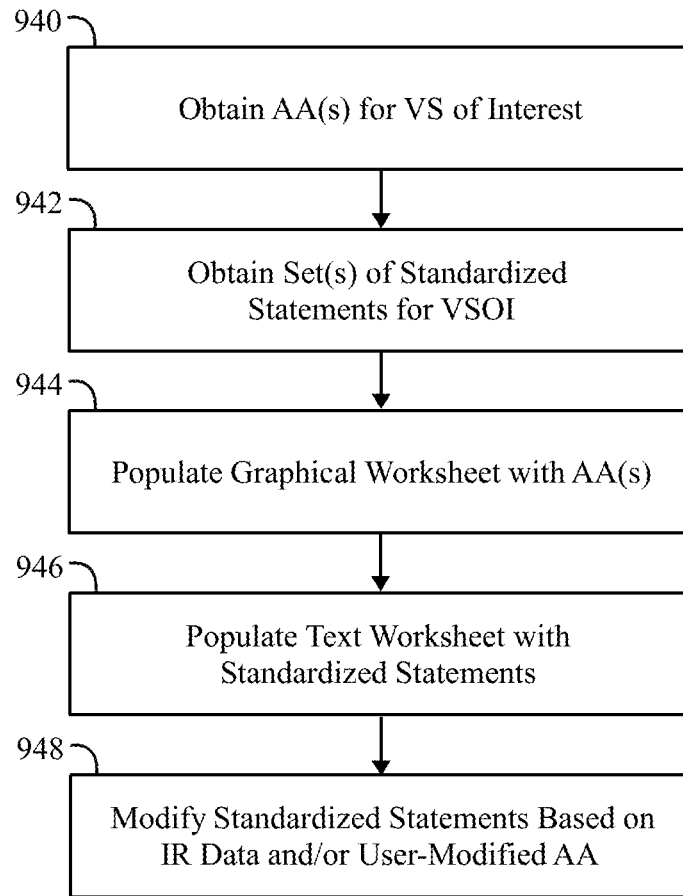 940
Obtain AA(s) for VS of Interest
942
Obtain Set(s) of Standardized
Statements for VSOI
944
Populate Graphical Worksheet with AA(s)
946
Populate Text Worksheet with
Standardized Statements
948
Modify Standardized Statements Based on
IR Data and/or User-Modified AA